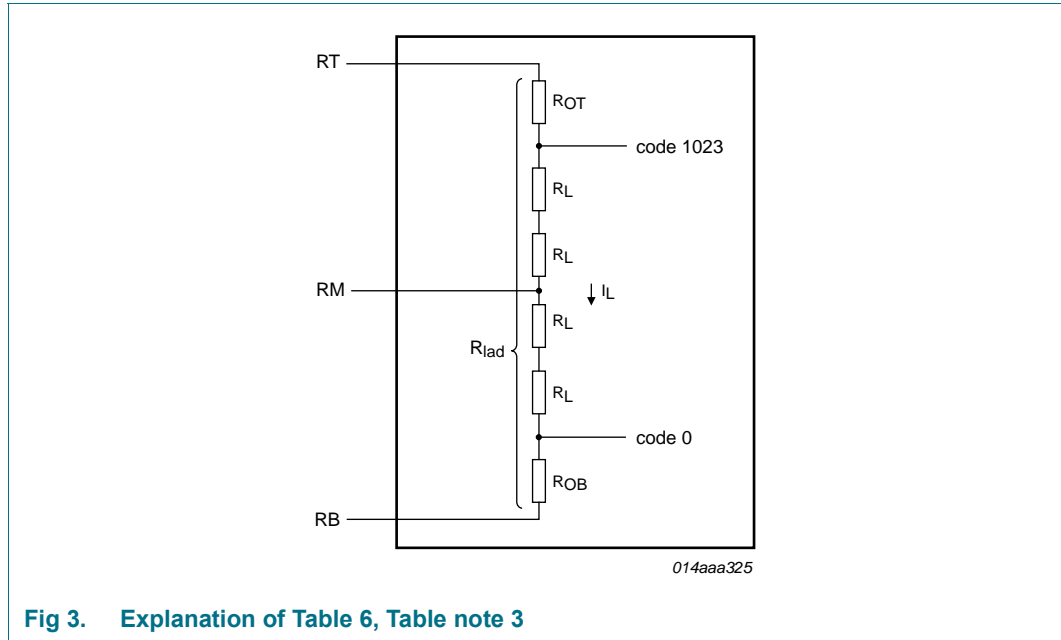 RT
ROT
code 1023
RL
RL
RM
IL
RL
Rlad
RL
code 0
ROB
RB
014aaa325
Fig 3. Explanation of Table 6, Table note 3